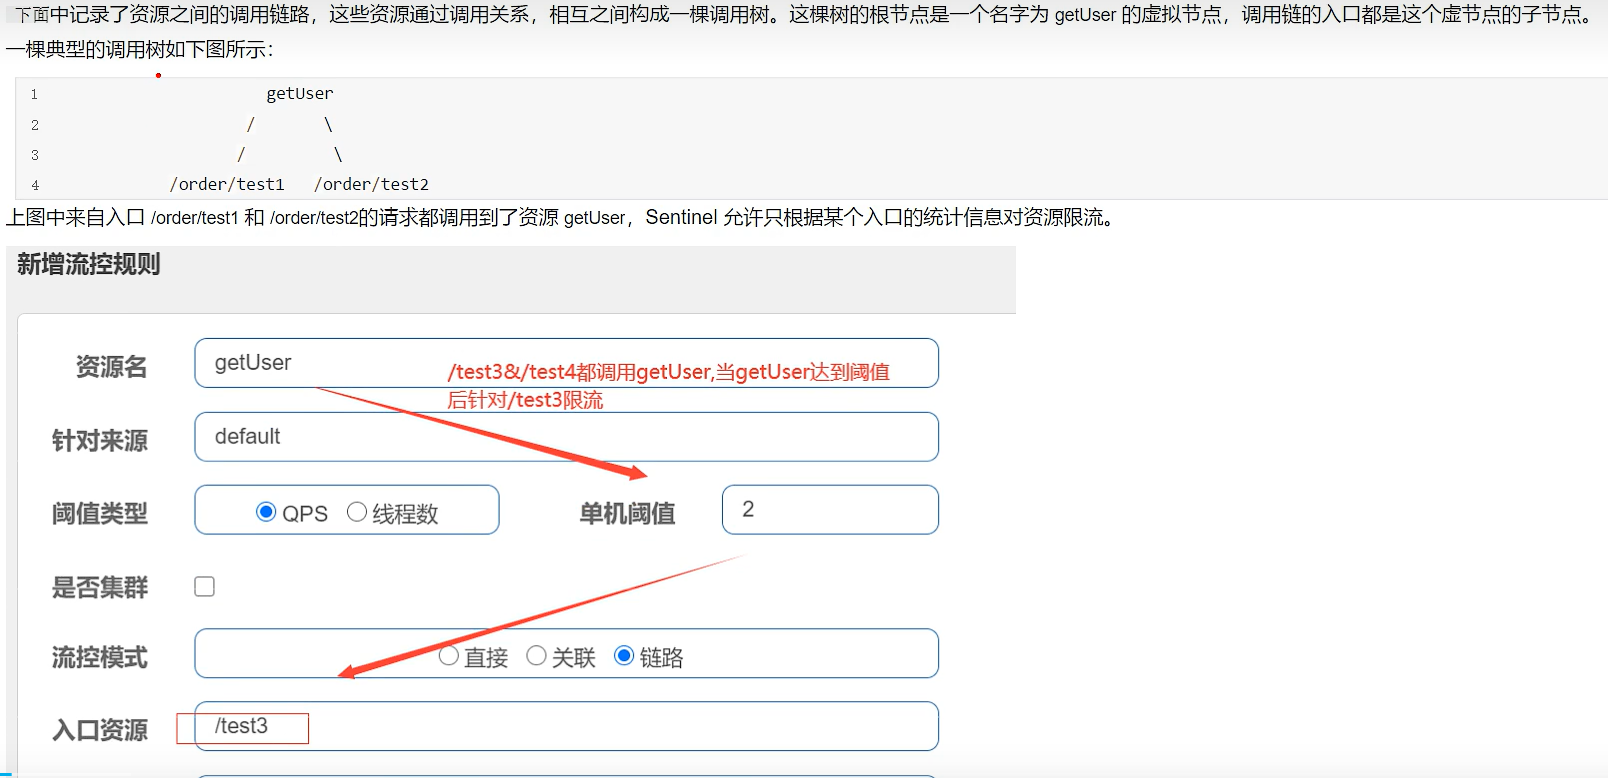 下面中记录了资源之间的调用链路，这些资源通过调用关系，相互之间构成一棵调用树。这棵树的根节点是一个名字为 getUser 的虚拟节点，调用链的入口都是这个虚节点的子节点。
一棵典型的调用树如下图所示：
1 getUser
2 / \
3 / \
4 /order/test1 /order/test2
上图中来自入口 /order/test1 和 /order/test2的请求都调用到了资源 getUser，Sentinel 允许只根据某个入口的统计信息对资源限流。
新增流控规则
资源名 getUser
/test3&/test4都调用getUser,当getUser达到阈值
后针对/test3限流
针对来源 default
阈值类型 QPS 线程数 单机阈值 2
是否集群
流控模式 直接 关联 链路
入口资源 /test3